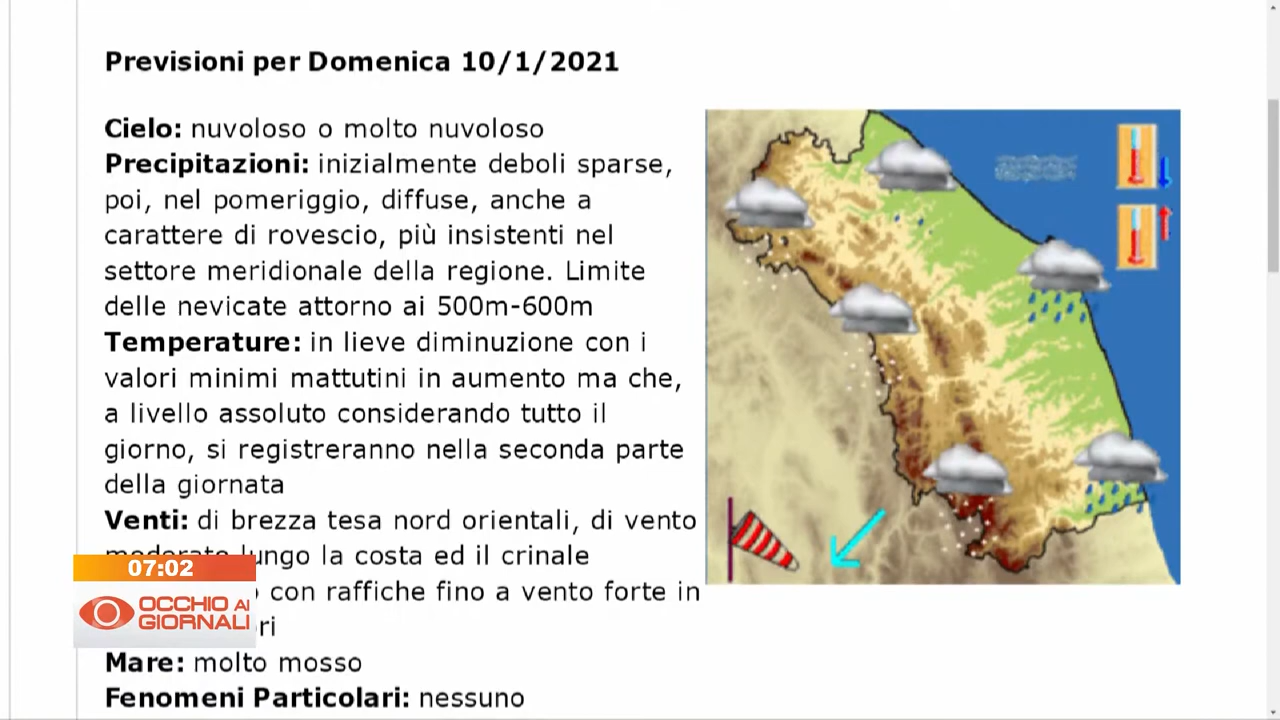 Previsioni per Domenica 10/1/2021
Cielo: nuvoloso o molto nuvoloso
Precipitazioni: inizialmente deboli sparse,
poi, nel pomeriggio, diffuse, anche a
carattere di rovescio, più insistenti nel
settore meridionale della regione. Limite
delle nevicate attorno ai 500m-600m
Temperature: in lieve diminuzione con i
valori minimi mattutini in aumento ma che,
a livello assoluto considerando tutto il
giorno, si registreranno nella seconda parte
della giornata
Venti: di brezza tesa nord orientali, di vento
moderato lungo la costa ed il crinale
con raffiche fino a vento forte in
07:02
OCCHIO AI
GIORNALI
Mare: molto mosso
Fenomeni Particolari: nessuno